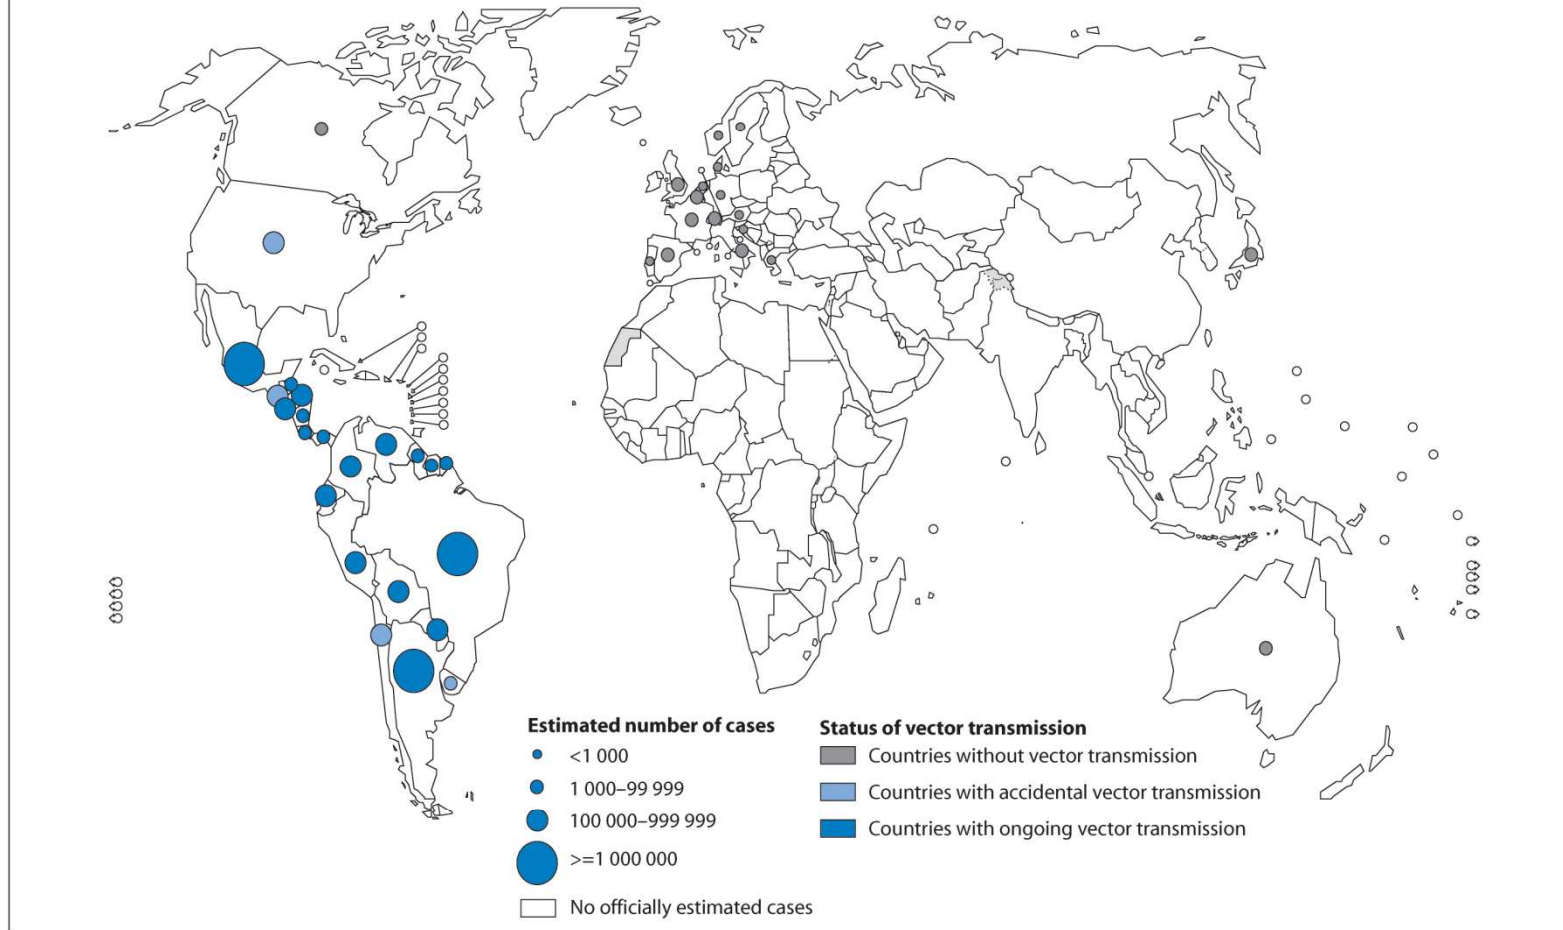 Estimated number of cases
<1 000
1 000–99 999
100 000–999 999
>=1 000 000
No officially estimated cases
Status of vector transmission
Countries without vector transmission
Countries with accidental vector transmission
Countries with ongoing vector transmission